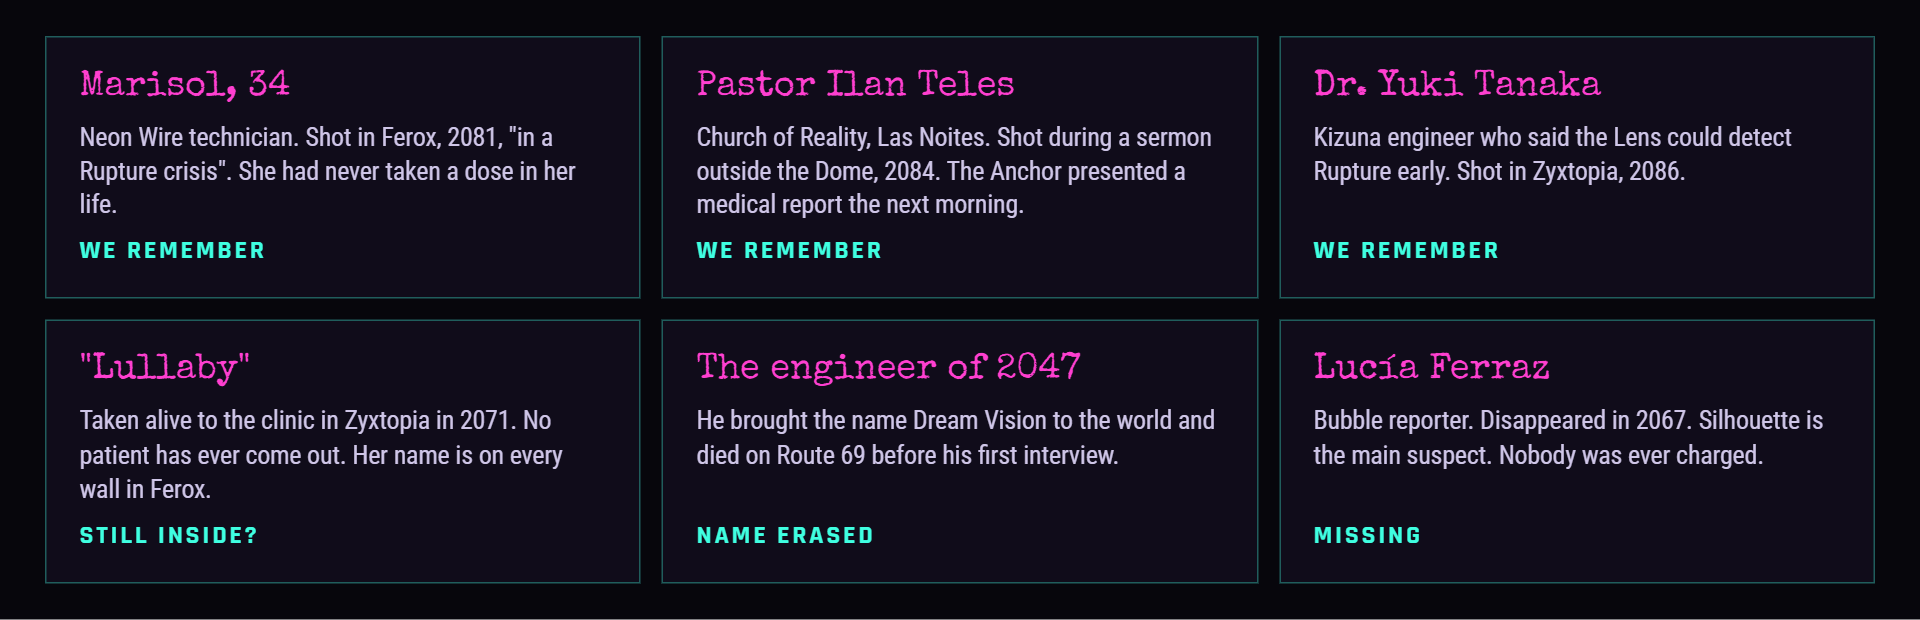 Marisol, 34
Neon Wire technician. Shot in Ferox, 2081, "in a
Rupture crisis". She had never taken a dose in her
life.
WE REMEMBER
Pastor Ilan Teles
Church of Reality, Las Noites. Shot during a sermon
outside the Dome, 2084. The Anchor presented a
medical report the next morning.
WE REMEMBER
Dr. Yuki Tanaka
Kizuna engineer who said the Lens could detect
Rupture early. Shot in Zyxtopia, 2086.
WE REMEMBER
"Lullaby"
Taken alive to the clinic in Zyxtopia in 2071. No
patient has ever come out. Her name is on every
wall in Ferox.
STILL INSIDE?
The engineer of 2047
He brought the name Dream Vision to the world and
died on Route 69 before his first interview.
NAME ERASED
Lucía Ferraz
Bubble reporter. Disappeared in 2067. Silhouette is
the main suspect. Nobody was ever charged.
MISSING